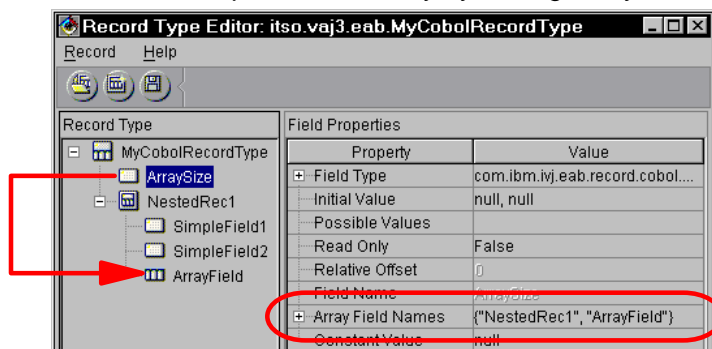 Record Type Editor: itso.vaj3.eab.MyCobolRecordType
Record Help
Record Type
Field Properties
MyCobolRecordType
Property Value
ArraySize
Field Type com.ibm.ivj.eab.record.cobol....
NestedRec1
Initial Value null, null
SimpleField1
Possible Values
SimpleField2
Read Only False
ArrayField
Relative Offset 0
Field Name ArraySize
Array Field Names {"NestedRec1", "ArrayField"}
Constant Value null